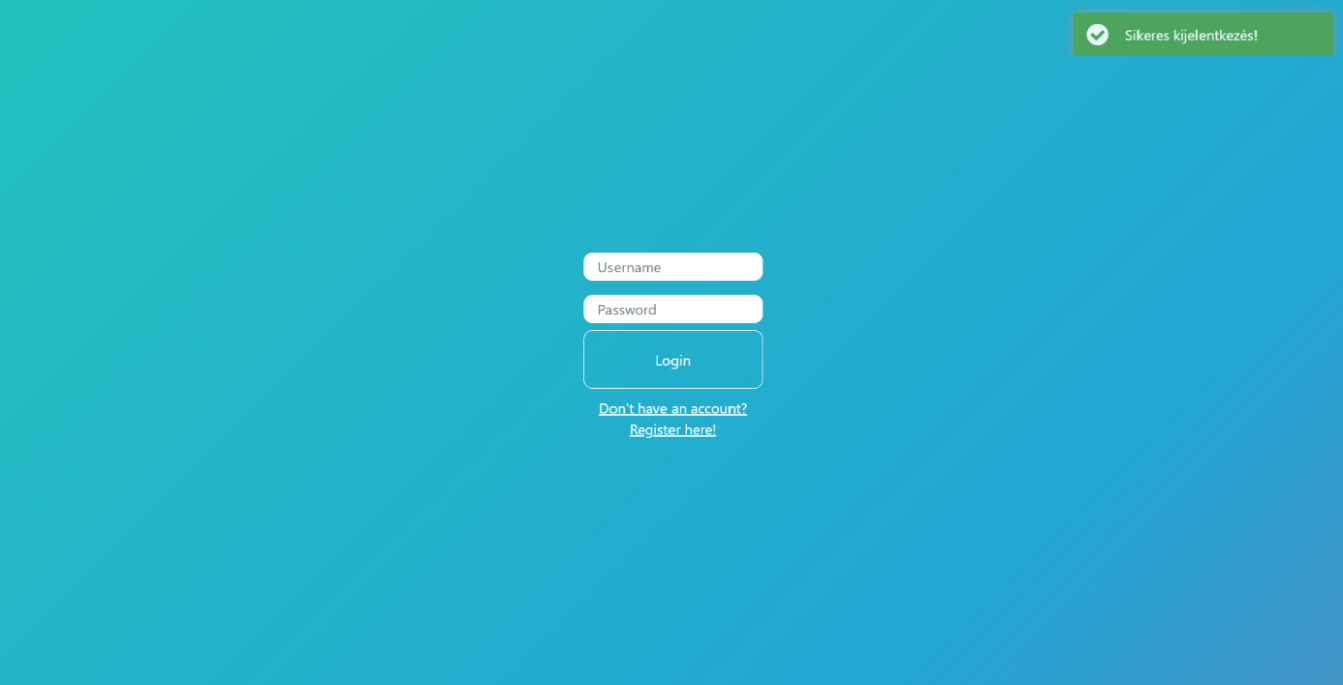 Sikeres kijelentkezés!
Username
Password
Login
Don't have an account?
Register here!